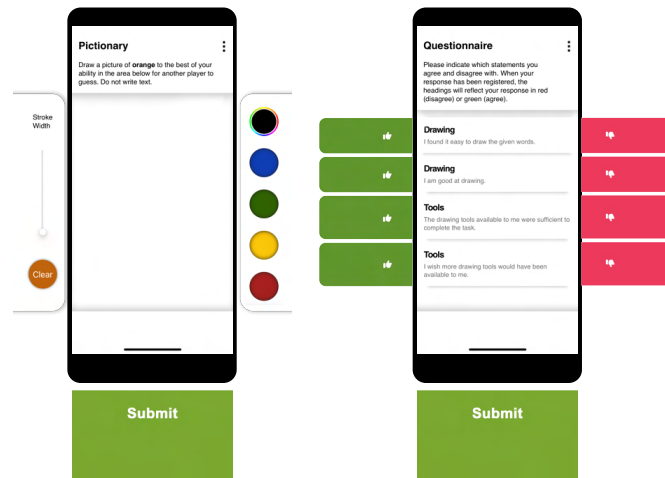 Pictionary
Draw a picture of orange to the best of your
ability in the area below for another player to
guess. Do not write text.
Stroke
Width
Clear
Submit
Questionnaire
Please indicate which statements you
agree and disagree with. When your
response has been registered, the
headings will reflect your response in red
(disagree) or green (agree).
Drawing
I found it easy to draw the given words.
Drawing
I am good at drawing.
Tools
The drawing tools available to me were sufficient to
complete the task.
Tools
I wish more drawing tools would have been
available to me.
Submit